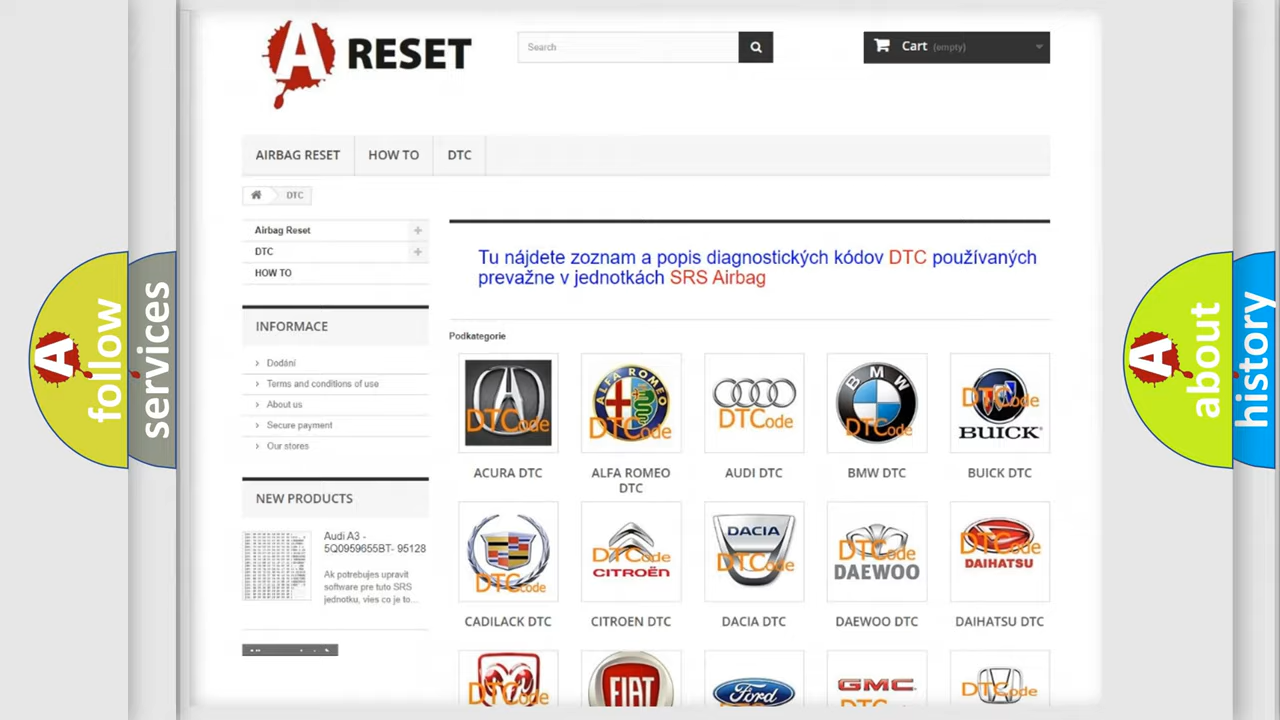 A RESET
Search
Cart (empty)
AIRBAG RESET
HOW TO
DTC
DTC
Airbag Reset
DTC
HOW TO
INFORMACE
Dodání
Terms and conditions of use
About us
Secure payment
Our stores
NEW PRODUCTS
Audi A3 -
5Q0959655BT- 95128
Ak potrebujes upravit
software pre tuto SRS
jednotku, vies co je to...
Tu nájdete zoznam a popis diagnostických kódov DTC používaných
prevažne v jednotkách SRS Airbag
Podkategorie
DTCode
ALFA ROMEO
DTCode
DTCode
BMW
DTCode
DTCode
BUICK
ACURA DTC
ALFA ROMEO
DTC
AUDI DTC
BMW DTC
BUICK DTC
DTCode
DTCode
CITROËN
DACIA
DTCode
DTCode
DAEWOO
DTCode
DAIHATSU
CADILACK DTC
CITROEN DTC
DACIA DTC
DAEWOO DTC
DAIHATSU DTC
DTCode
FIAT
Ford
GMC
DTCode
A follow
services
A about
history